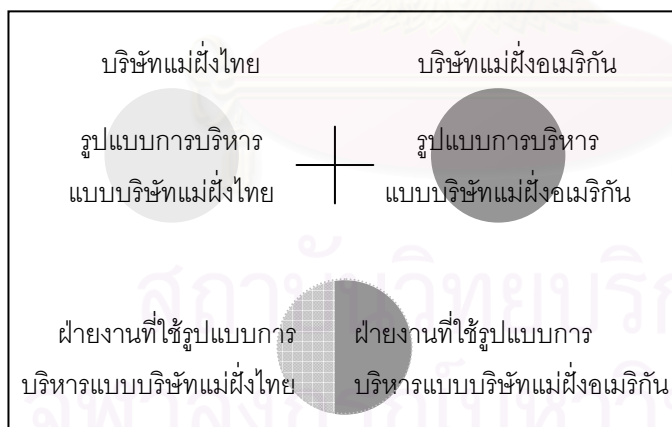 บริษัทแม่ฝั่งไทย
บริษัทแม่ฝั่งอเมริกัน
รูปแบบการบริหาร
แบบบริษัทแม่ฝั่งไทย
รูปแบบการบริหาร
แบบบริษัทแม่ฝั่งอเมริกัน
ฝ่ายงานที่ใช้รูปแบบการ
บริหารแบบบริษัทแม่ฝั่งไทย
ฝ่ายงานที่ใช้รูปแบบการ
บริหารแบบบริษัทแม่ฝั่งอเมริกัน